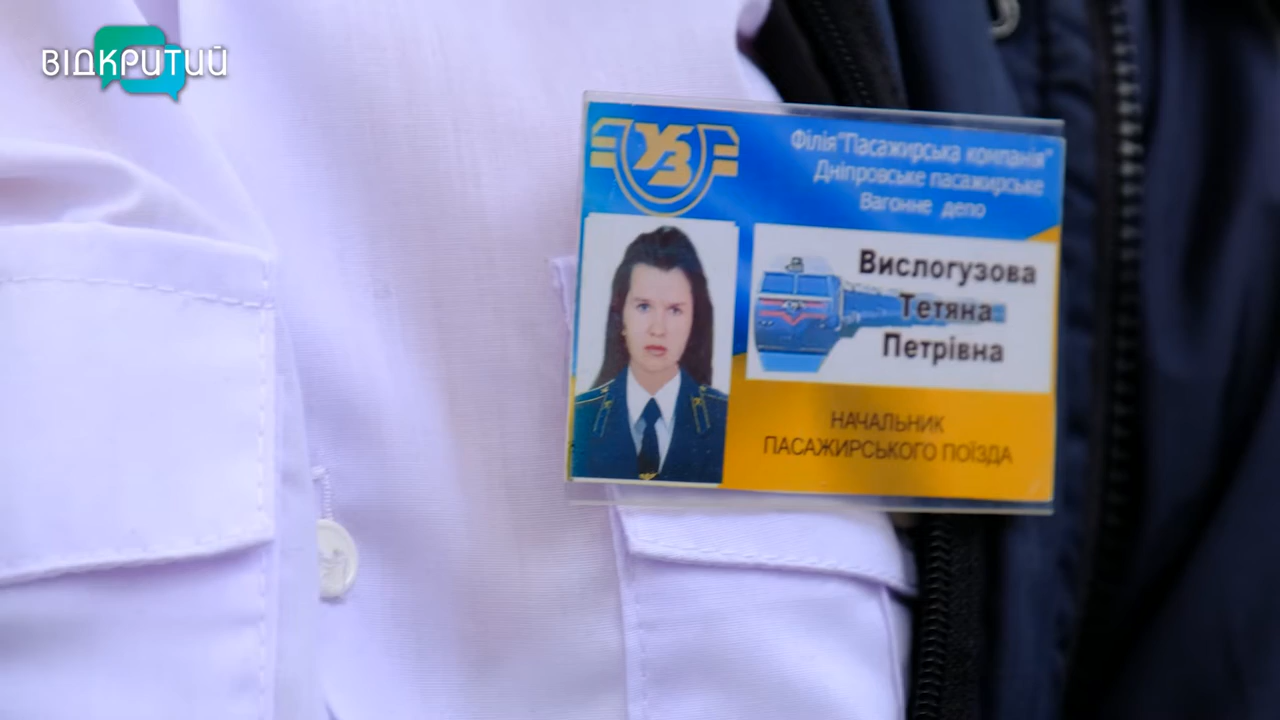 ВІДКРИТИЙ
УЗ
Філія"Пасажирська компанія"
Дніпровське пасажирське
Вагонне депо
Вислогузова
Тетяна
Петрівна
НАЧАЛЬНИК
ПАСАЖИРСЬКОГО ПОЇЗДА